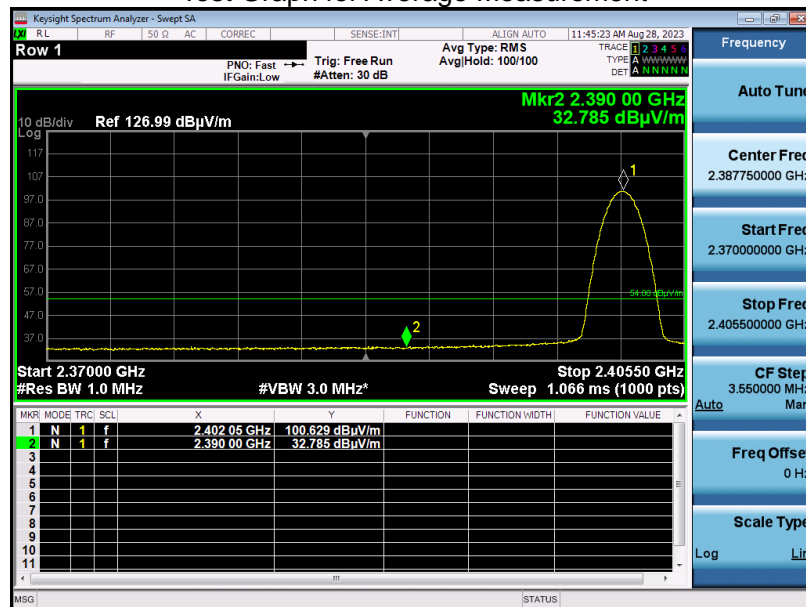 Test Graph for Average Measurement
Keysight Spectrum Analyzer - Swept SA
LXI RL RF 50 Ω AC CORREC SENSE:INT ALIGN AUTO 11:45:23 AM Aug 28, 2023
Row 1
PNO: Fast
IFGain:Low
Trig: Free Run
#Atten: 30 dB
Avg Type: RMS
Avg|Hold: 100/100
TRACE 1 2 3 4 5 6
TYPE A WWWWW
DET A N N N N N
Mkr2 2.390 00 GHz
32.785 dBµV/m
10 dB/div Ref 126.99 dBµV/m
Log
117
107
97.0
87.0
77.0
67.0
57.0
47.0
37.0
1
54.00 dBµV/m
2
Start 2.37000 GHz Stop 2.40550 GHz
#Res BW 1.0 MHz #VBW 3.0 MHz* Sweep 1.066 ms (1000 pts)
MKR MODE TRC SCL X Y FUNCTION FUNCTION WIDTH FUNCTION VALUE
1 N 1 f 2.402 05 GHz 100.629 dBµV/m
2 N 1 f 2.390 00 GHz 32.785 dBµV/m
3
4
5
6
7
8
9
10
11
MSG STATUS
Frequency
Auto Tune
Center Freq
2.387750000 GHz
Start Freq
2.370000000 GHz
Stop Freq
2.405500000 GHz
CF Step
3.550000 MHz
Auto Man
Freq Offset
0 Hz
Scale Type
Log Lin